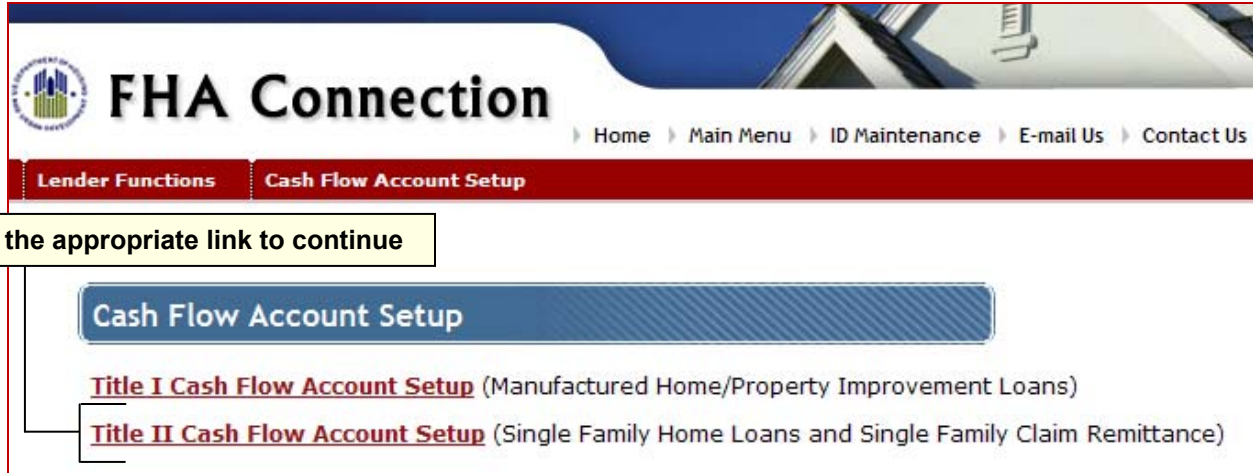 FHA Connection
Home Main Menu ID Maintenance E-mail Us Contact Us
Lender Functions Cash Flow Account Setup
the appropriate link to continue
Cash Flow Account Setup
Title I Cash Flow Account Setup (Manufactured Home/Property Improvement Loans)
Title II Cash Flow Account Setup (Single Family Home Loans and Single Family Claim Remittance)